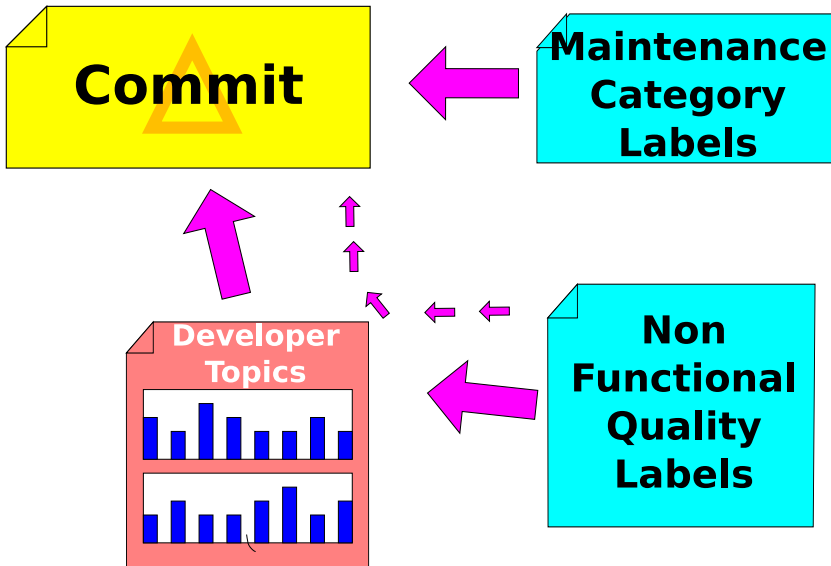 Commit
Maintenance
Category
Labels
Developer
Topics
Non
Functional
Quality
Labels